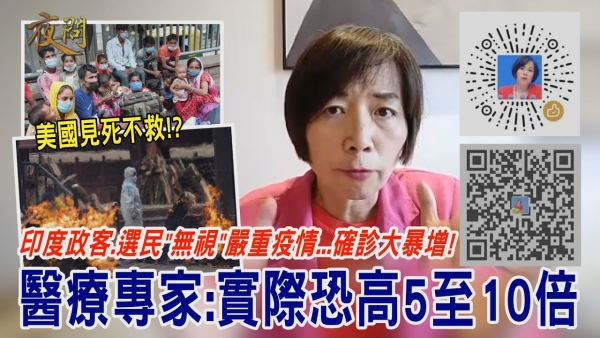 夜問
美國見死不救!?
印度政客.選民"無視"嚴重疫情...確診大暴增!
醫療專家:實際恐高5至10倍